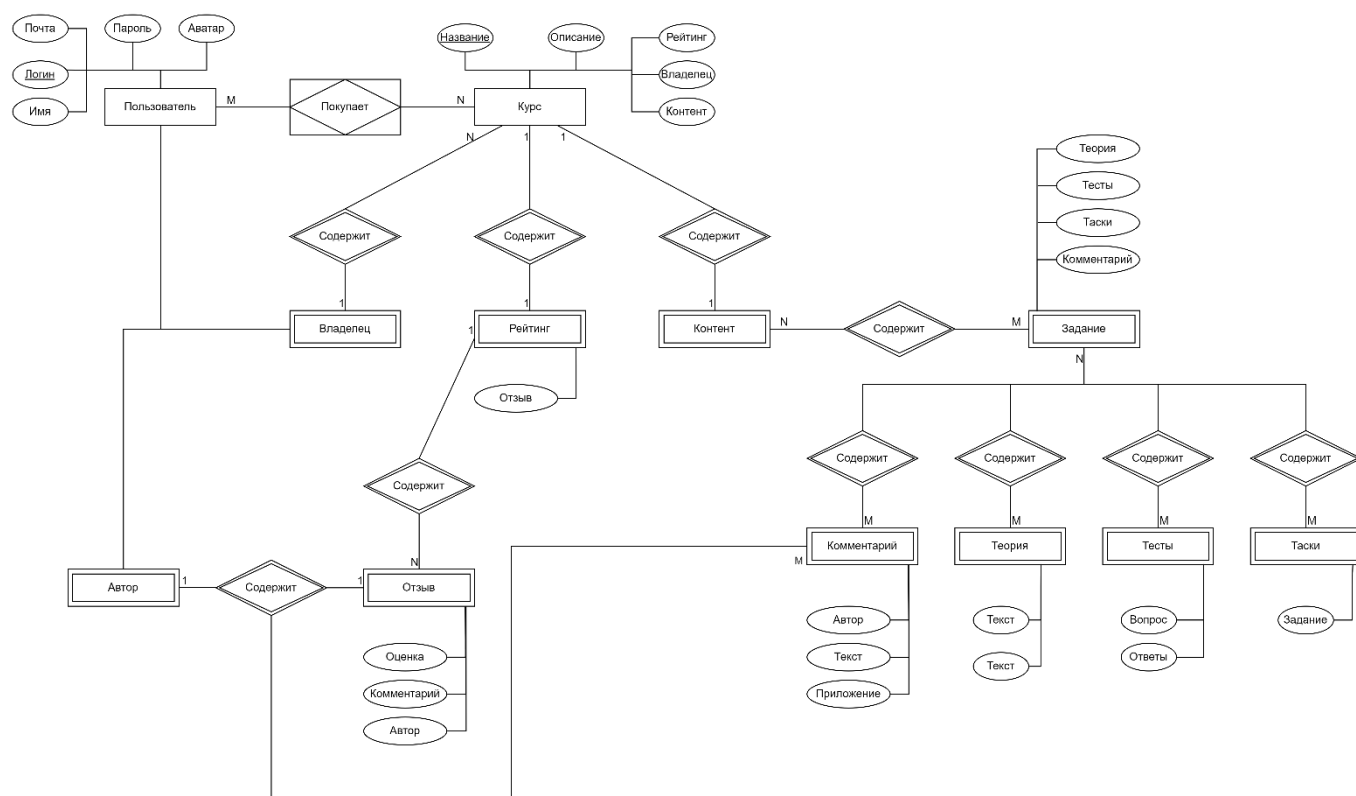 Почта
Пароль
Аватар
Название
Описание
Рейтинг
Логин
Владелец
Имя
Пользователь
M
Покупает
N
Курс
Контент
N
1
1
Теория
Тесты
Таски
Комментарий
Содержит
Содержит
Содержит
1
1
1
Владелец
Рейтинг
Контент
N
Содержит
M
Задание
1
N
Отзыв
Содержит
Содержит
Содержит
Содержит
Содержит
M
M
M
M
Комментарий
Теория
Тесты
Таски
M
N
Автор
1
Содержит
1
Отзыв
Автор
Текст
Вопрос
Задание
Оценка
Текст
Ответы
Текст
Комментарий
Приложение
Автор